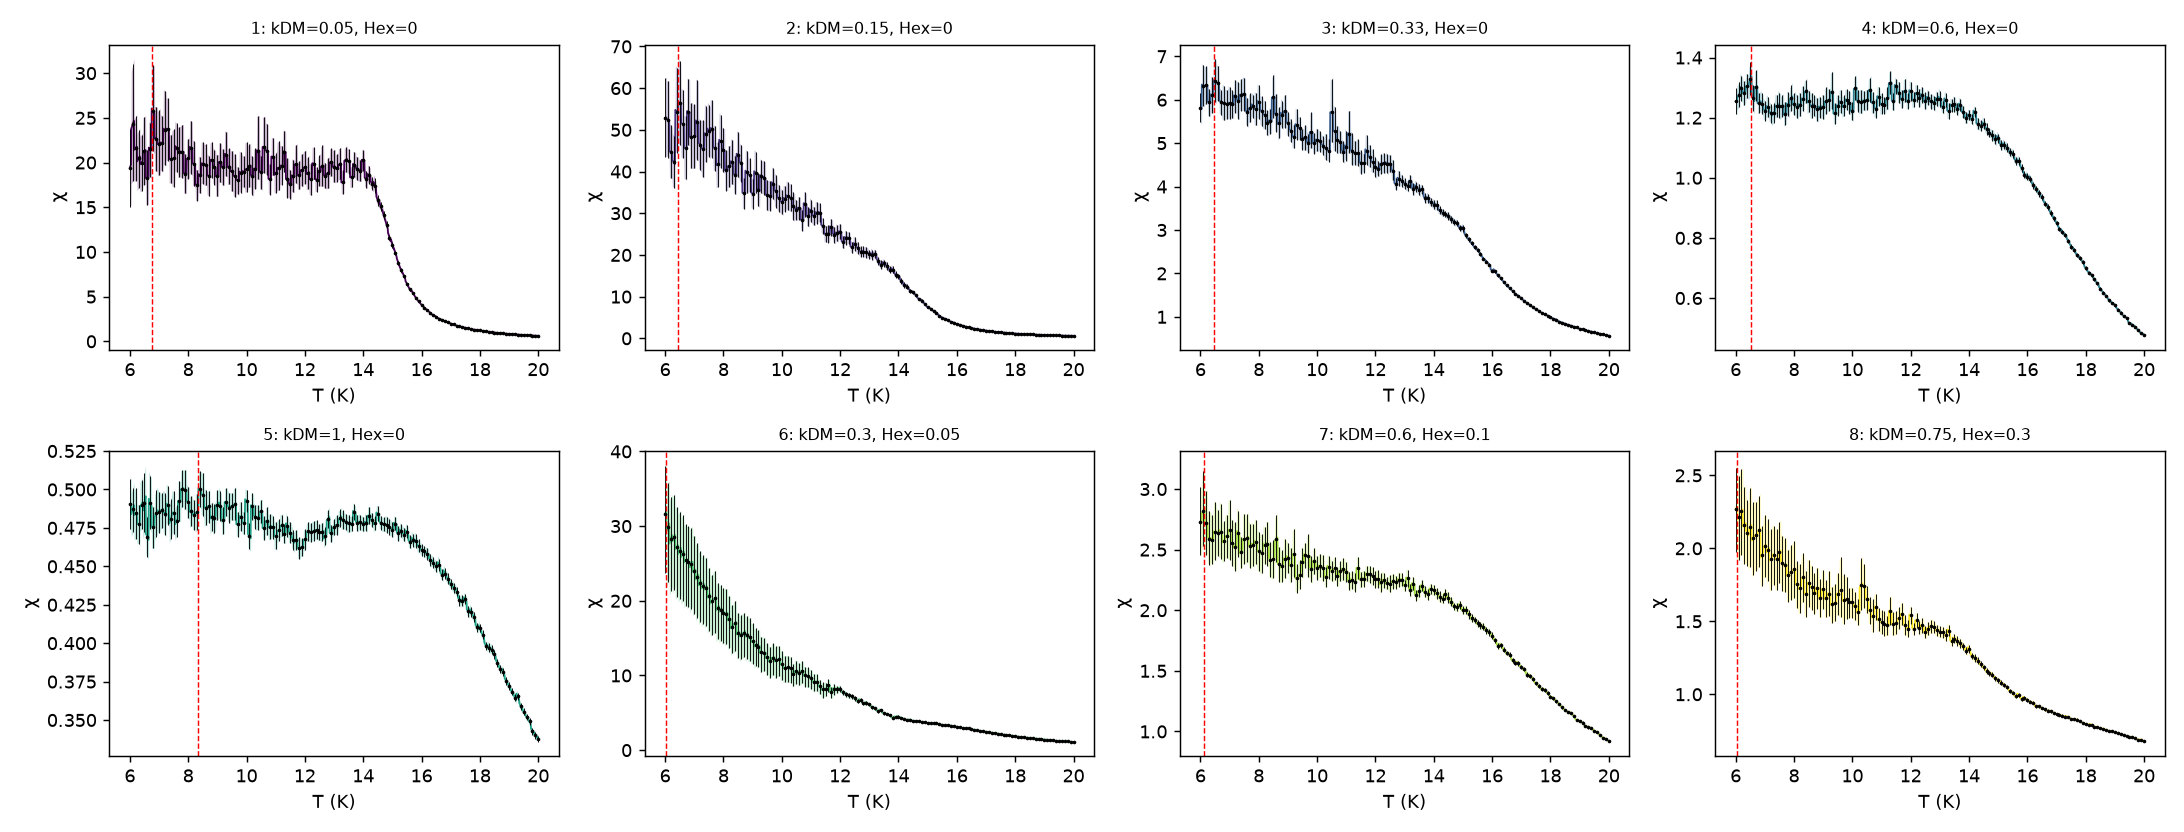 1: kDM=0.05, Hex=0
2: kDM=0.15, Hex=0
3: kDM=0.33, Hex=0
4: kDM=0.6, Hex=0
30
25
20
15
10
5
0
χ
6 8 10 12 14 16 18 20
T (K)
70
60
50
40
30
20
10
0
χ
6 8 10 12 14 16 18 20
T (K)
7
6
5
4
3
2
1
χ
6 8 10 12 14 16 18 20
T (K)
1.4
1.2
1.0
0.8
0.6
χ
6 8 10 12 14 16 18 20
T (K)
5: kDM=1, Hex=0
6: kDM=0.3, Hex=0.05
7: kDM=0.6, Hex=0.1
8: kDM=0.75, Hex=0.3
0.525
0.500
0.475
0.450
0.425
0.400
0.375
0.350
χ
6 8 10 12 14 16 18 20
T (K)
40
30
20
10
0
χ
6 8 10 12 14 16 18 20
T (K)
3.0
2.5
2.0
1.5
1.0
χ
6 8 10 12 14 16 18 20
T (K)
2.5
2.0
1.5
1.0
χ
6 8 10 12 14 16 18 20
T (K)